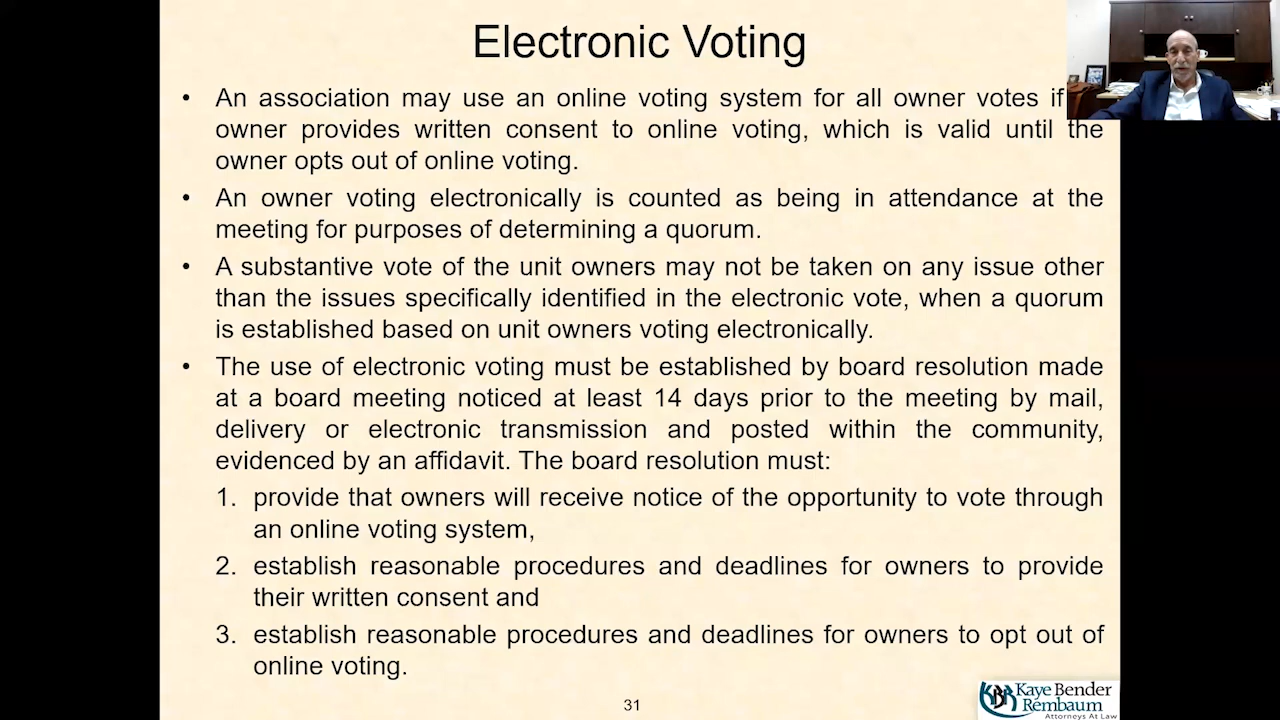 Electronic Voting
• An association may use an online voting system for all owner votes if
owner provides written consent to online voting, which is valid until the
owner opts out of online voting.
• An owner voting electronically is counted as being in attendance at the
meeting for purposes of determining a quorum.
• A substantive vote of the unit owners may not be taken on any issue other
than the issues specifically identified in the electronic vote, when a quorum
is established based on unit owners voting electronically.
• The use of electronic voting must be established by board resolution made
at a board meeting noticed at least 14 days prior to the meeting by mail,
delivery or electronic transmission and posted within the community,
evidenced by an affidavit. The board resolution must:
1. provide that owners will receive notice of the opportunity to vote through
an online voting system,
2. establish reasonable procedures and deadlines for owners to provide
their written consent and
3. establish reasonable procedures and deadlines for owners to opt out of
online voting.
31
KBR Kaye Bender
Rembaum
Attorneys At Law